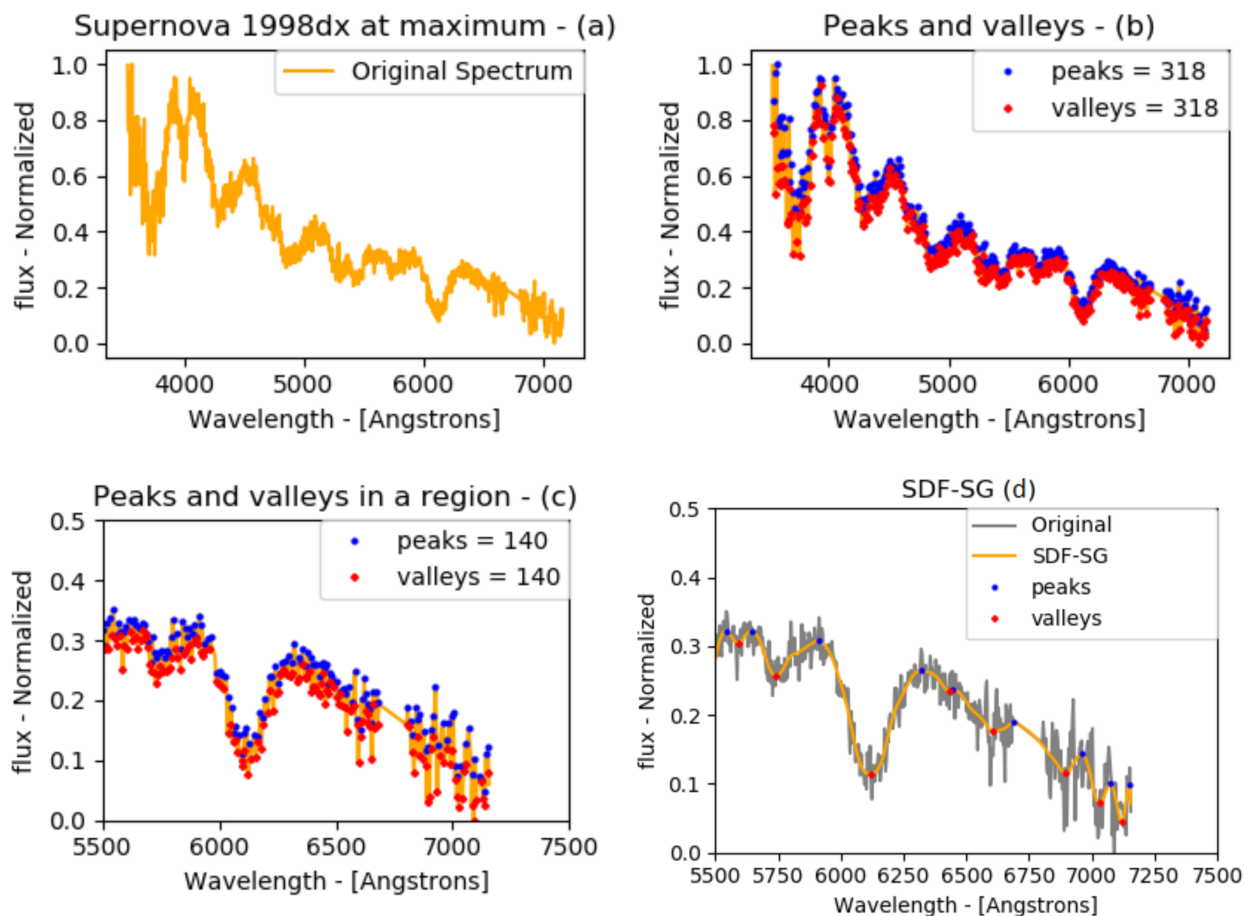 Supernova 1998dx at maximum - (a)
Original Spectrum
flux - Normalized
1.0
0.8
0.6
0.4
0.2
0.0
4000 5000 6000 7000
Wavelength - [Angstrons]
Peaks and valleys - (b)
peaks = 318
valleys = 318
flux - Normalized
1.0
0.8
0.6
0.4
0.2
0.0
4000 5000 6000 7000
Wavelength - [Angstrons]
Peaks and valleys in a region - (c)
peaks = 140
valleys = 140
flux - Normalized
0.5
0.4
0.3
0.2
0.1
0.0
5500 6000 6500 7000 7500
Wavelength - [Angstrons]
SDF-SG (d)
Original
SDF-SG
peaks
valleys
flux - Normalized
0.5
0.4
0.3
0.2
0.1
0.0
5500 5750 6000 6250 6500 6750 7000 7250 7500
Wavelength - [Angstrons]